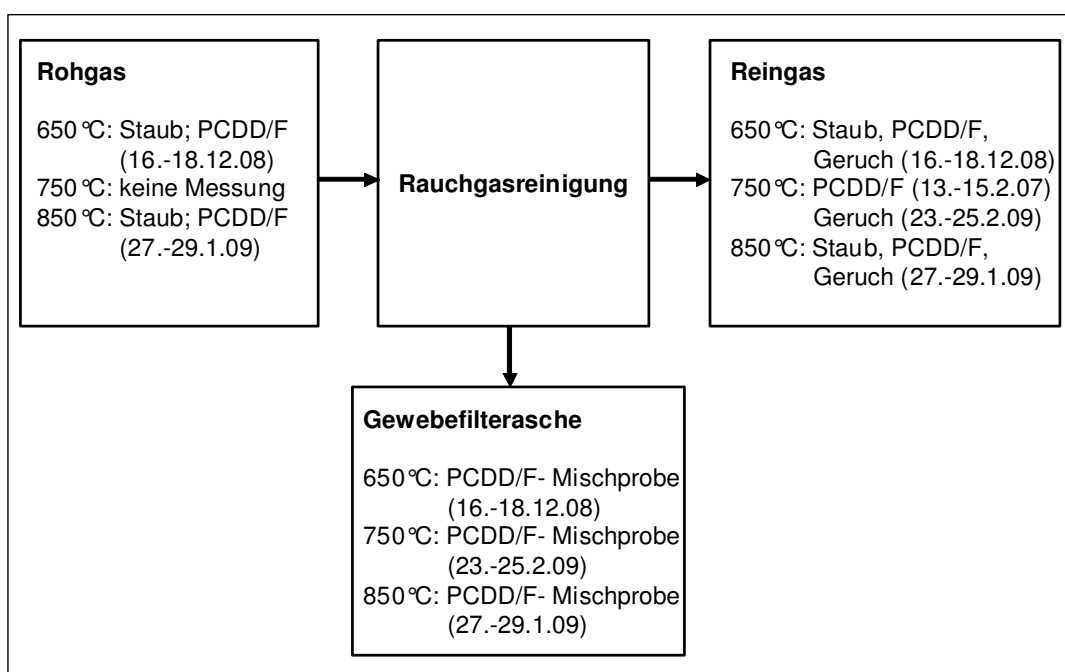 Rohgas
650°C: Staub; PCDD/F
(16.-18.12.08)
750°C: keine Messung
850°C: Staub; PCDD/F
(27.-29.1.09)
Rauchgasreinigung
Reingas
650°C: Staub, PCDD/F,
Geruch (16.-18.12.08)
750°C: PCDD/F (13.-15.2.07)
Geruch (23.-25.2.09)
850°C: Staub, PCDD/F,
Geruch (27.-29.1.09)
Gewebefilterasche
650°C: PCDD/F- Mischprobe
(16.-18.12.08)
750°C: PCDD/F- Mischprobe
(23.-25.2.09)
850°C: PCDD/F- Mischprobe
(27.-29.1.09)